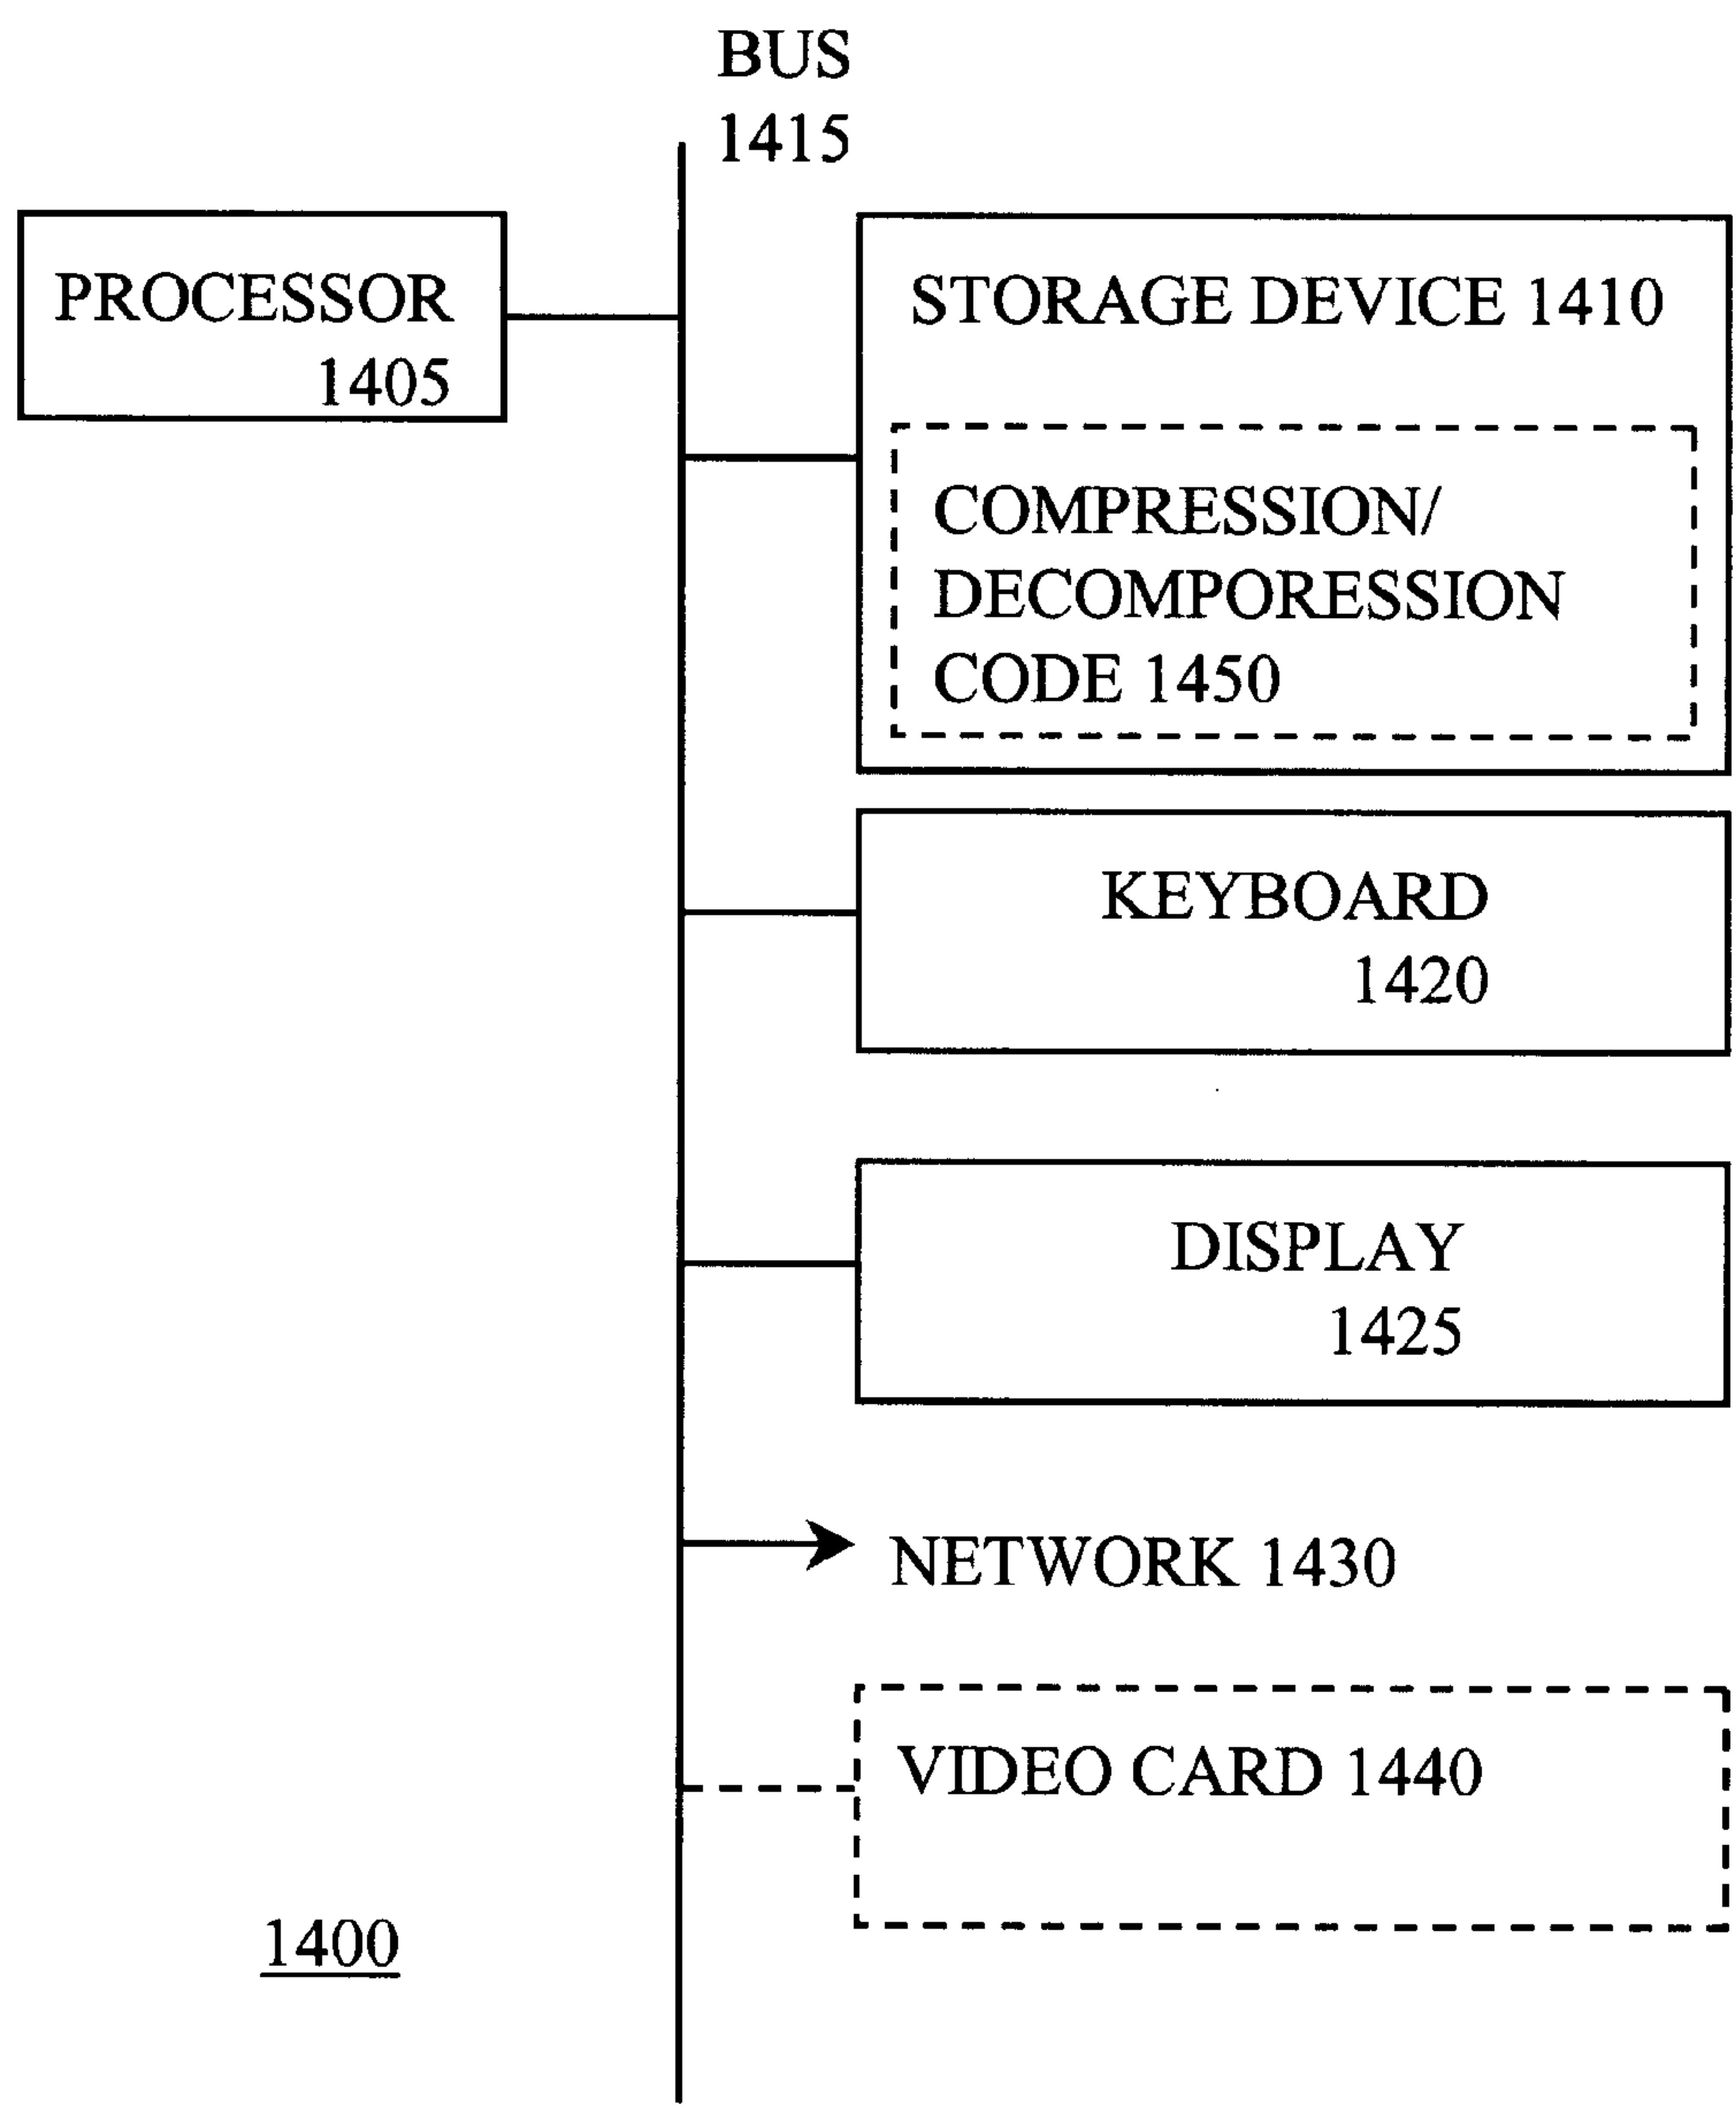 BUS
1415
PROCESSOR
1405
STORAGE DEVICE 1410
COMPRESSION/
DECOMPORESSION
CODE 1450
KEYBOARD
1420
DISPLAY
1425
NETWORK 1430
VIDEO CARD 1440
1400